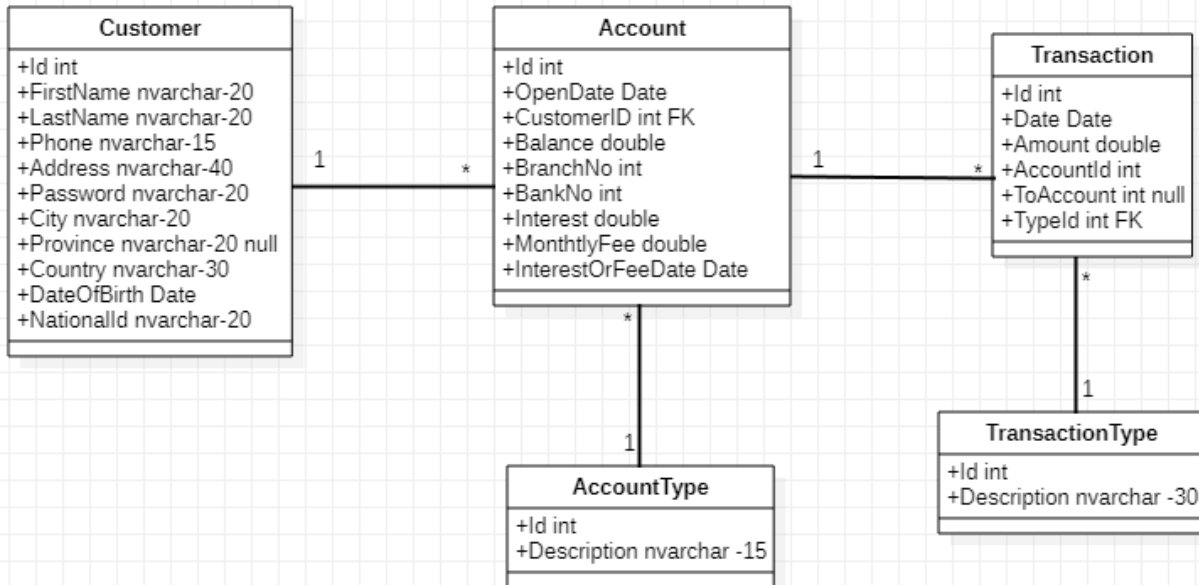 Customer
+Id int
+FirstName nvarchar-20
+LastName nvarchar-20
+Phone nvarchar-15
+Address nvarchar-40
+Password nvarchar-20
+City nvarchar-20
+Province nvarchar-20 null
+Country nvarchar-30
+DateOfBirth Date
+NationalId nvarchar-20
1
*
Account
+Id int
+OpenDate Date
+CustomerID int FK
+Balance double
+BranchNo int
+BankNo int
+Interest double
+MonthtlyFee double
+InterestOrFeeDate Date
1
*
Transaction
+Id int
+Date Date
+Amount double
+AccountId int
+ToAccount int null
+TypeId int FK
*
1
AccountType
+Id int
+Description nvarchar -15
*
1
TransactionType
+Id int
+Description nvarchar -30